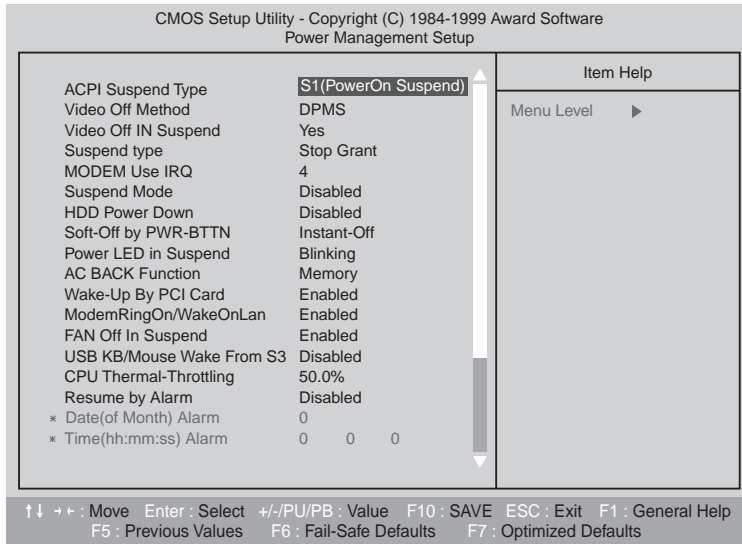 CMOS Setup Utility - Copyright (C) 1984-1999 Award Software
Power Management Setup
ACPI Suspend Type S1(PowerOn Suspend)
Video Off Method DPMS
Video Off IN Suspend Yes
Suspend type Stop Grant
MODEM Use IRQ 4
Suspend Mode Disabled
HDD Power Down Disabled
Soft-Off by PWR-BTTN Instant-Off
Power LED in Suspend Blinking
AC BACK Function Memory
Wake-Up By PCI Card Enabled
ModemRingOn/WakeOnLan Enabled
FAN Off In Suspend Enabled
USB KB/Mouse Wake From S3 Disabled
CPU Thermal-Throttling 50.0%
Resume by Alarm Disabled
* Date(of Month) Alarm 0
* Time(hh:mm:ss) Alarm 0 0 0
Item Help
Menu Level ▶
↑↓ →← : Move Enter : Select +/-/PU/PB : Value F10 : SAVE ESC : Exit F1 : General Help
F5 : Previous Values F6 : Fail-Safe Defaults F7 : Optimized Defaults